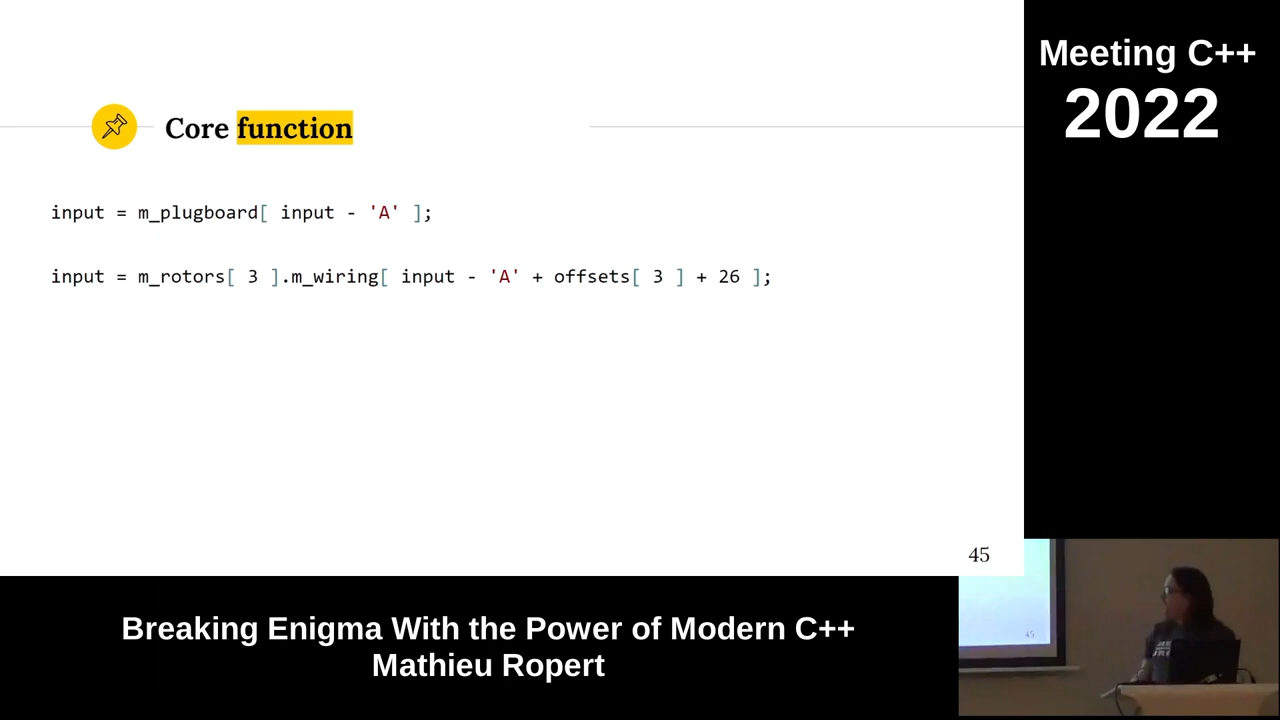 Meeting C++
2022
Core function
input = m_plugboard[ input - 'A' ];
input = m_rotors[ 3 ].m_wiring[ input - 'A' + offsets[ 3 ] + 26 ];
45
45
Breaking Enigma With the Power of Modern C++
Mathieu Ropert